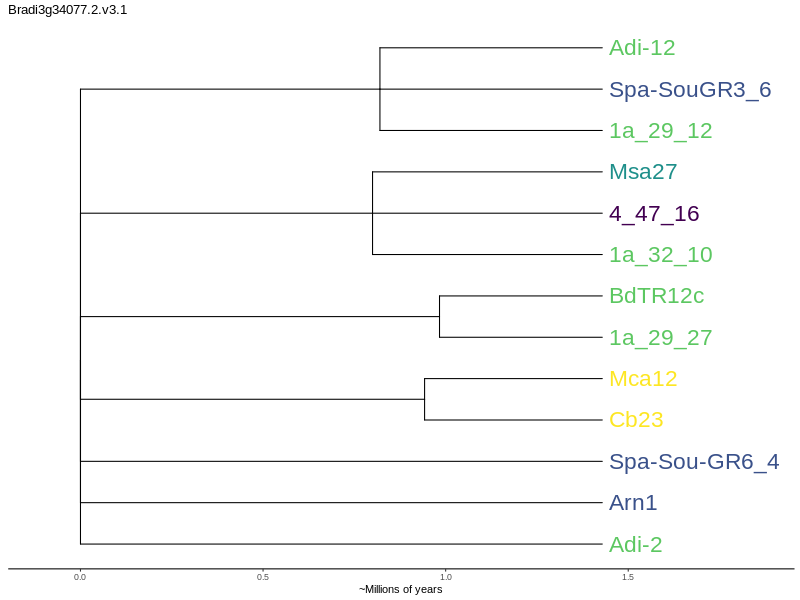 Bradi3g34077.2.v3.1
Adi-12
Spa-SouGR3_6
1a_29_12
Msa27
4_47_16
1a_32_10
BdTR12c
1a_29_27
Mca12
Cb23
Spa-Sou-GR6_4
Arn1
Adi-2
0.0 0.5 1.0 1.5
~Millions of years